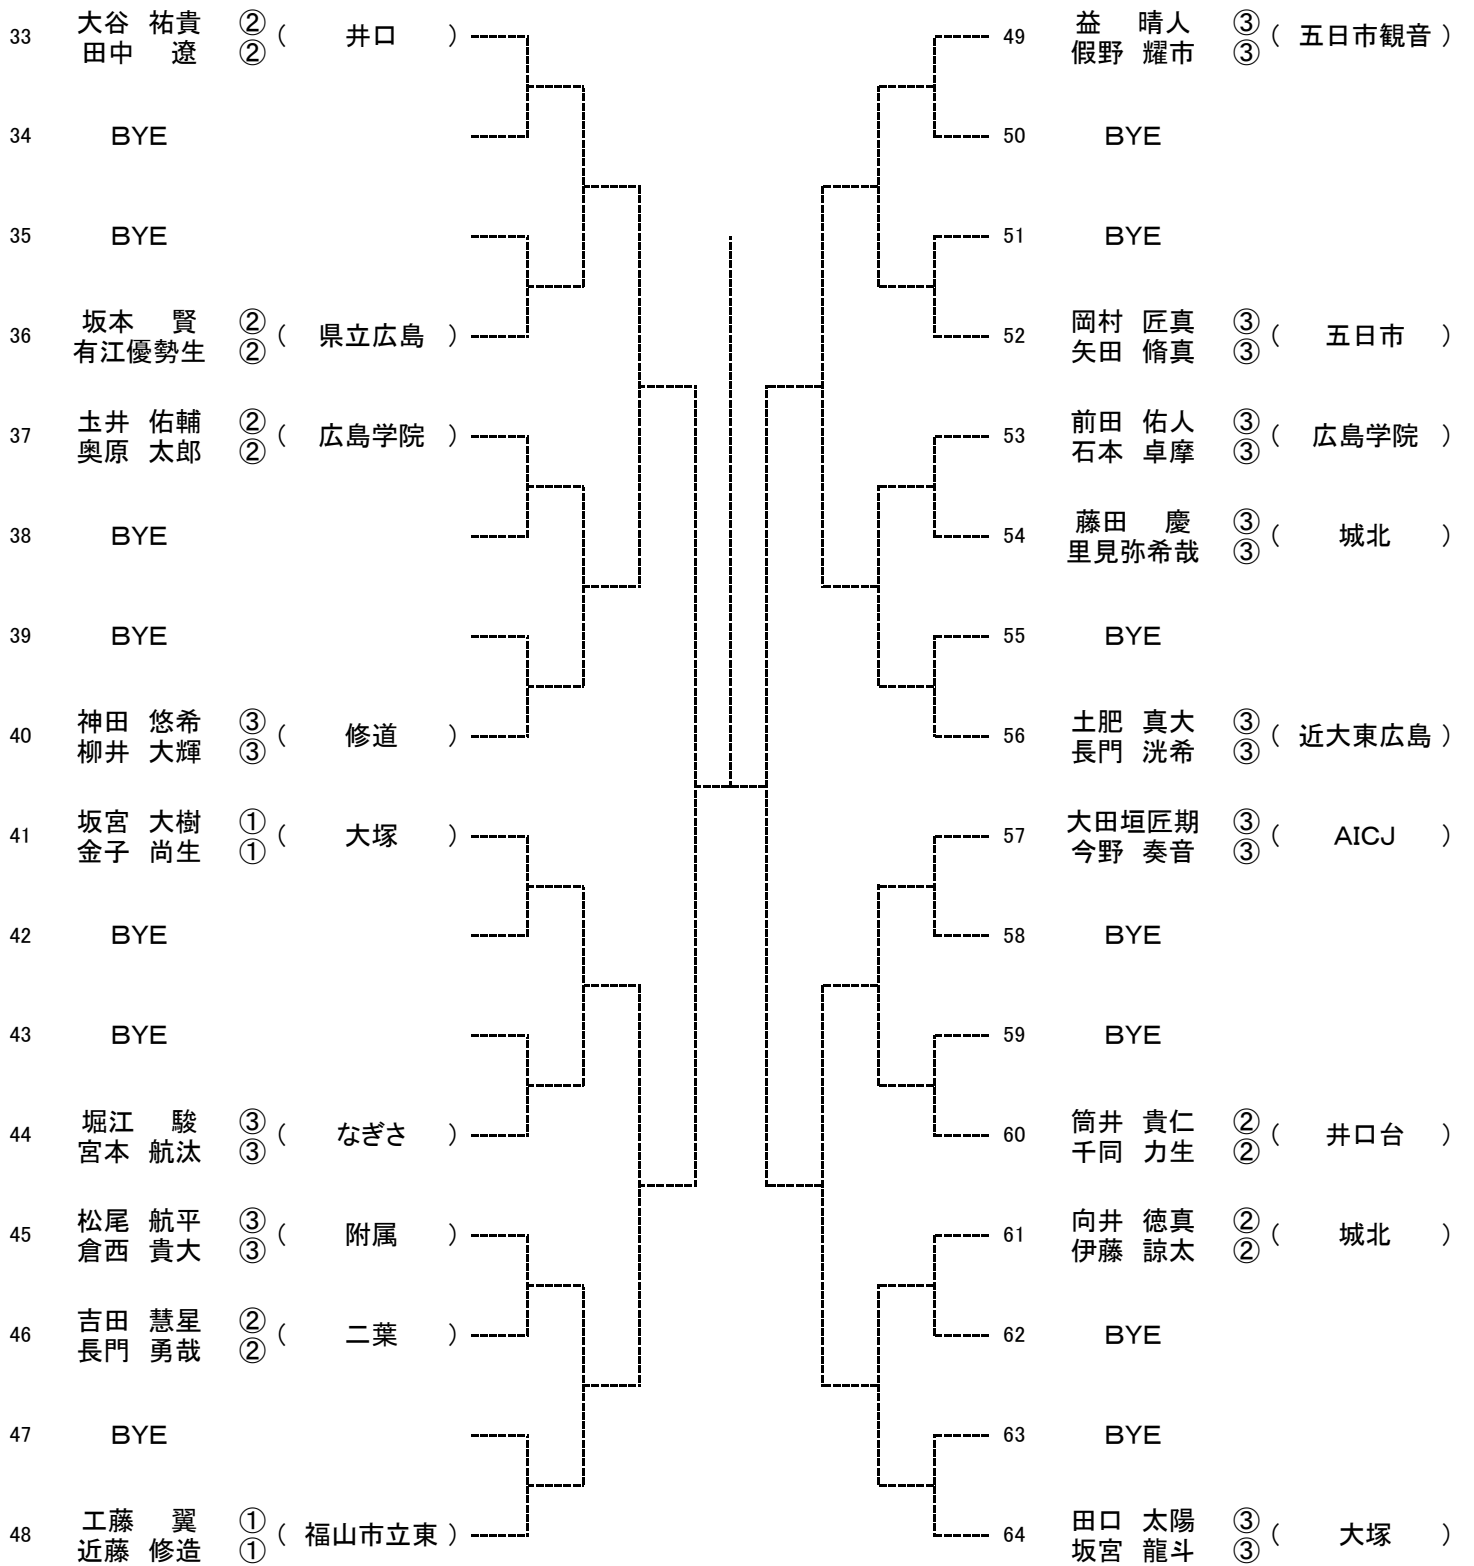 33 大谷 祐貴 ② ( 井口 )
田中 遼 ②
34 BYE
35 BYE
36 坂本 賢 ② ( 県立広島 )
有江優勢生 ②
37 圡井 佑輔 ② ( 広島学院 )
奥原 太郎 ②
38 BYE
39 BYE
40 神田 悠希 ③ ( 修道 )
柳井 大輝 ③
41 坂宮 大樹 ① ( 大塚 )
金子 尚生 ①
42 BYE
43 BYE
44 堀江 駿 ③ ( なぎさ )
宮本 航汰 ③
45 松尾 航平 ③ ( 附属 )
倉西 貴大 ③
46 吉田 慧星 ② ( 二葉 )
長門 勇哉 ②
47 BYE
48 工藤 翼 ① ( 福山市立東 )
近藤 修造 ①
49 益 晴人 ③ ( 五日市観音 )
假野 耀市 ③
50 BYE
51 BYE
52 岡村 匠真 ③ ( 五日市 )
矢田 脩真 ③
53 前田 佑人 ③ ( 広島学院 )
石本 卓摩 ③
54 藤田 慶 ③ ( 城北 )
里見弥希哉 ③
55 BYE
56 土肥 真大 ③ ( 近大東広島 )
長門 洸希 ③
57 大田垣匠期 ③ ( AICJ )
今野 奏音 ③
58 BYE
59 BYE
60 筒井 貴仁 ② ( 井口台 )
千同 力生 ②
61 向井 徳真 ② ( 城北 )
伊藤 諒太 ②
62 BYE
63 BYE
64 田口 太陽 ③ ( 大塚 )
坂宮 龍斗 ③